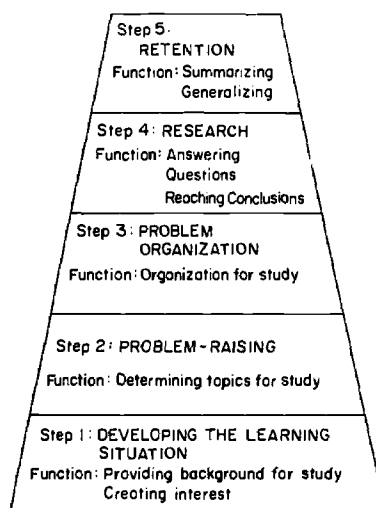 Step 5.
RETENTION
Function: Summarizing
Generalizing
Step 4: RESEARCH
Function: Answering
Questions
Reaching Conclusions
Step 3: PROBLEM
ORGANIZATION
Function: Organization for study
Step 2: PROBLEM-RAISING
Function: Determining topics for study
Step 1: DEVELOPING THE LEARNING
SITUATION
Function: Providing background for study
Creating interest